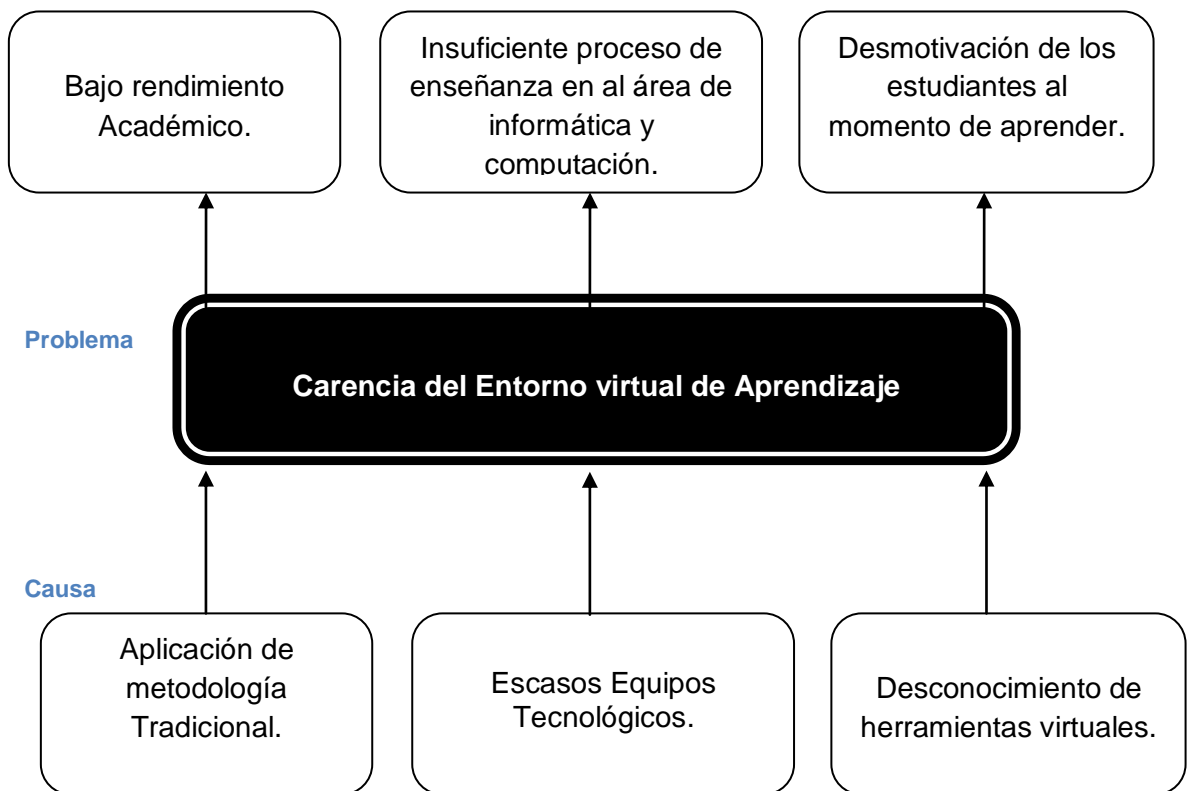 Bajo rendimiento
Académico.
Insuficiente proceso de
enseñanza en al área de
informática y
computación.
Desmotivación de los
estudiantes al
momento de aprender.
Problema
Carencia del Entorno virtual de Aprendizaje
Causa
Aplicación de
metodología
Tradicional.
Escasos Equipos
Tecnológicos.
Desconocimiento de
herramientas virtuales.